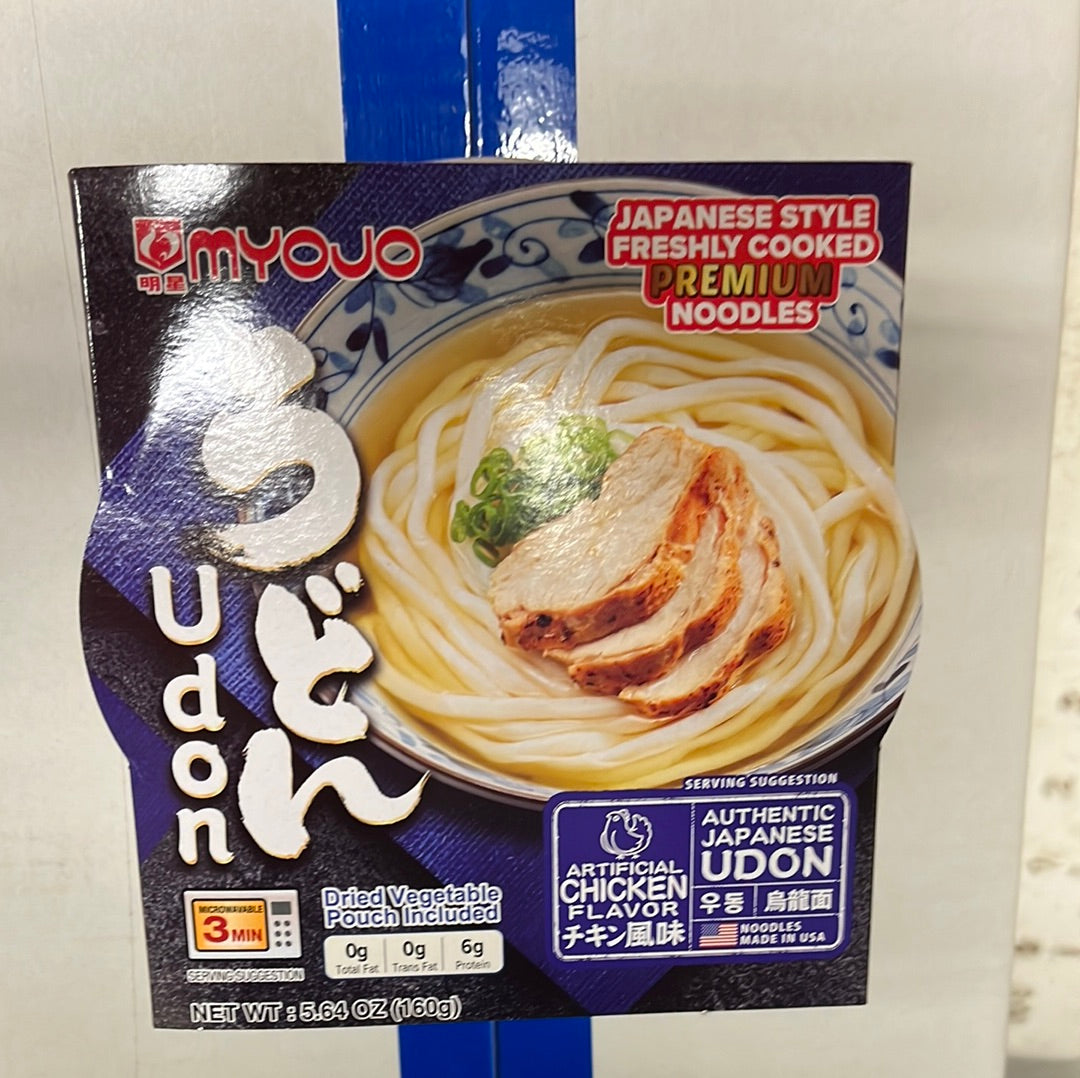 明星 MYOJO
JAPANESE STYLE
FRESHLY COOKED
PREMIUM
NOODLES
うどん
Udon
SERVING SUGGESTION
ARTIFICIAL
CHICKEN
FLAVOR
チキン風味
AUTHENTIC
JAPANESE
UDON
우동 烏龍面
NOODLES
MADE IN USA
MICROWAVABLE
3 MIN
SERVING SUGGESTION
Dried Vegetable
Pouch Included
0g 0g 6g
Total Fat Trans Fat Protein
NET WT : 5.64 OZ (160g)